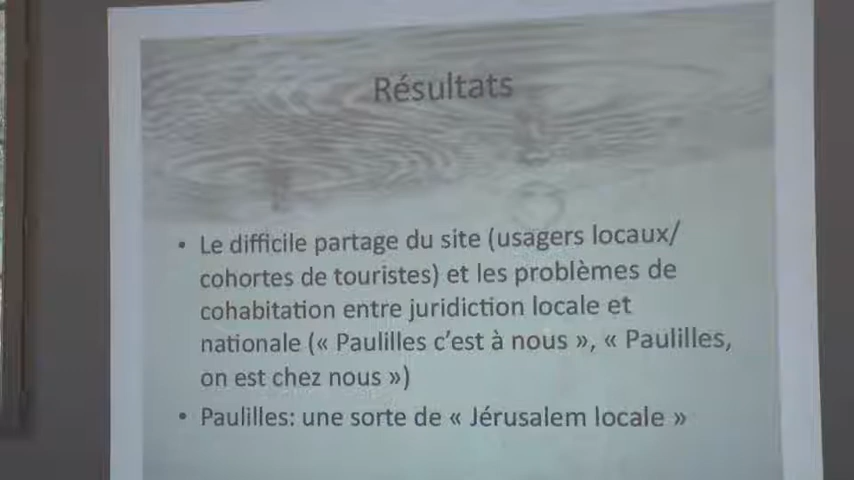 Résultats
• Le difficile partage du site (usagers locaux/
cohortes de touristes) et les problèmes de
cohabitation entre juridiction locale et
nationale (« Paulilles c'est à nous », « Paulilles,
on est chez nous »)
• Paulilles: une sorte de « Jérusalem locale »